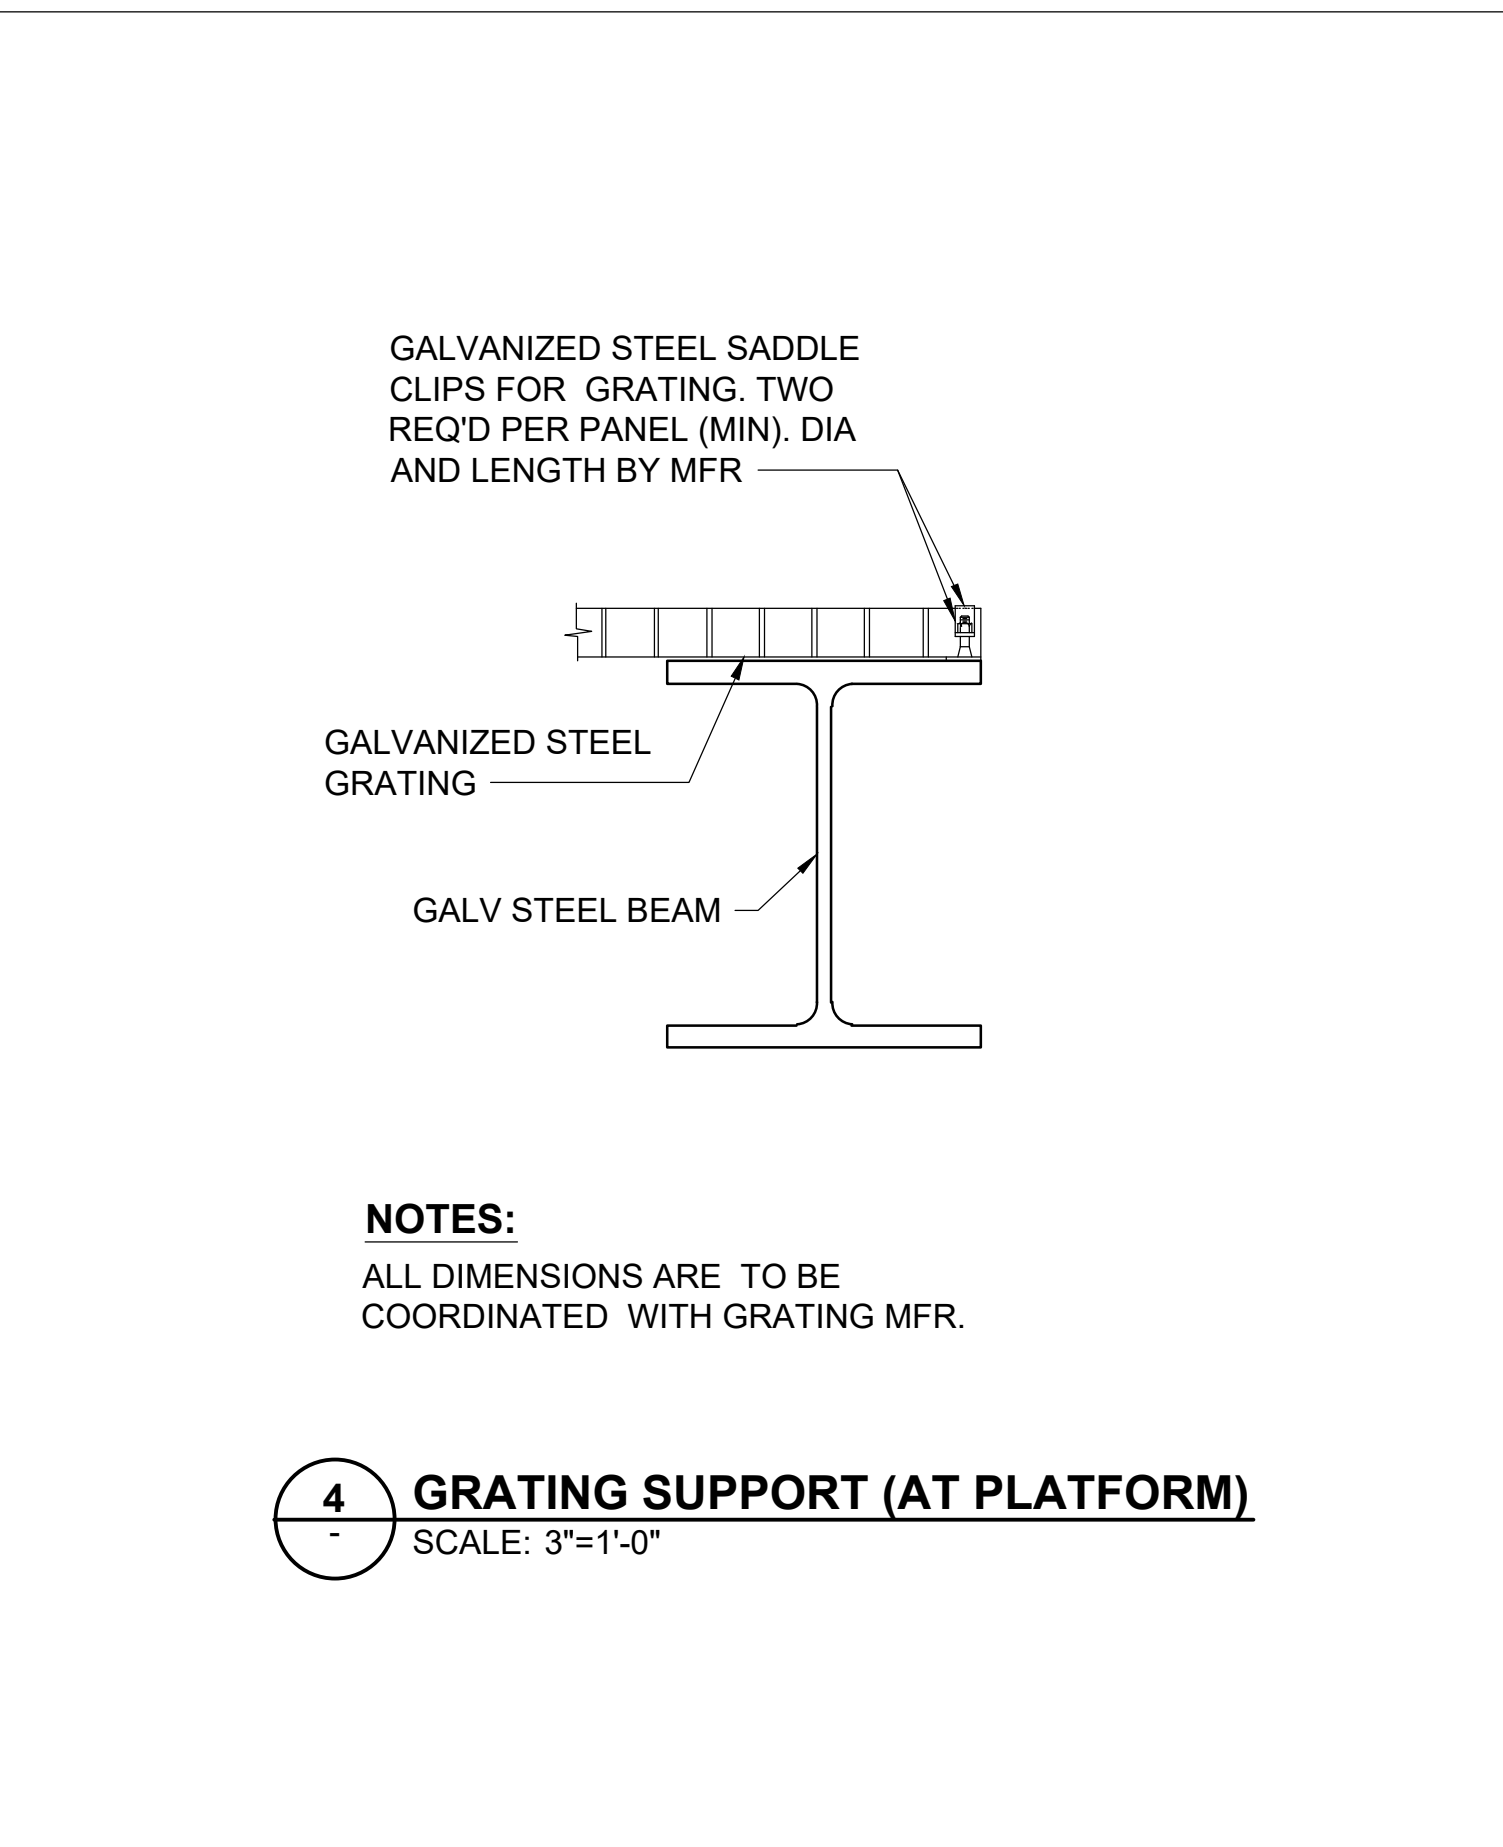 GALVANIZED STEEL SADDLE
CLIPS FOR GRATING. TWO
REQ'D PER PANEL (MIN). DIA
AND LENGTH BY MFR
GALVANIZED STEEL
GRATING
GALV STEEL BEAM
NOTES:
ALL DIMENSIONS ARE TO BE
COORDINATED WITH GRATING MFR.
4
-
GRATING SUPPORT (AT PLATFORM)
SCALE: 3"=1'-0"